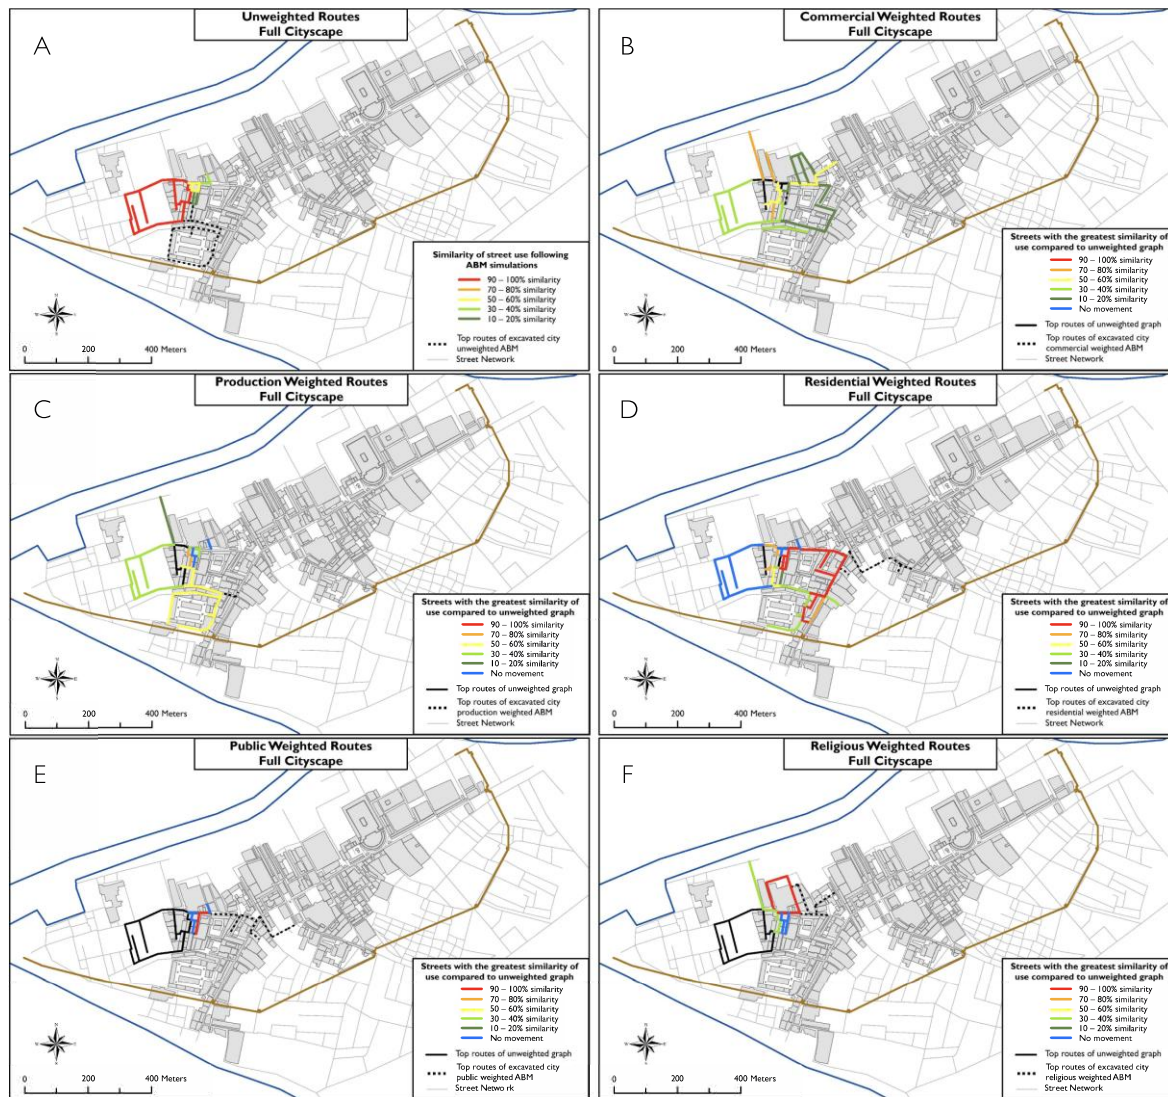 A
Unweighted Routes
Full Cityscape
Similarity of street use following
ABM simulations
90 – 100% similarity
70 – 80% similarity
50 – 60% similarity
30 – 40% similarity
10 – 20% similarity
Top routes of excavated city
unweighted ABM
Street Network
N
W E
S
0 200 400 Meters
B
Commercial Weighted Routes
Full Cityscape
Streets with the greatest similarity of
use compared to unweighted graph
90 – 100% similarity
70 – 80% similarity
50 – 60% similarity
30 – 40% similarity
10 – 20% similarity
No movement
Top routes of unweighted graph
Top routes of excavated city
commercial weighted ABM
Street Network
N
W E
S
0 200 400 Meters
C
Production Weighted Routes
Full Cityscape
Streets with the greatest similarity of
use compared to unweighted graph
90 – 100% similarity
70 – 80% similarity
50 – 60% similarity
30 – 40% similarity
10 – 20% similarity
No movement
Top routes of unweighted graph
Top routes of excavated city
production weighted ABM
Street Network
N
W E
S
0 200 400 Meters
D
Residential Weighted Routes
Full Cityscape
Streets with the greatest similarity of
use compared to unweighted graph
90 – 100% similarity
70 – 80% similarity
50 – 60% similarity
30 – 40% similarity
10 – 20% similarity
No movement
Top routes of unweighted graph
Top routes of excavated city
residential weighted ABM
Street Network
N
W E
S
0 200 400 Meters
E
Public Weighted Routes
Full Cityscape
Streets with the greatest similarity of
use compared to unweighted graph
90 – 100% similarity
70 – 80% similarity
50 – 60% similarity
30 – 40% similarity
10 – 20% similarity
No movement
Top routes of unweighted graph
Top routes of excavated city
public weighted ABM
Street Network
N
W E
S
0 200 400 Meters
F
Religious Weighted Routes
Full Cityscape
Streets with the greatest similarity of
use compared to unweighted graph
90 – 100% similarity
70 – 80% similarity
50 – 60% similarity
30 – 40% similarity
10 – 20% similarity
No movement
Top routes of unweighted graph
Top routes of excavated city
religious weighted ABM
Street Network
N
W E
S
0 200 400 Meters